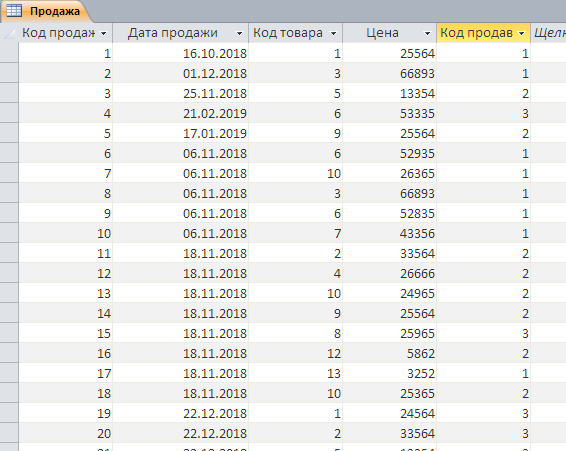 Продажа
Код продаж Дата продажи Код товара Цена Код продав Щелк
1 16.10.2018 1 25564 1
2 01.12.2018 3 66893 1
3 25.11.2018 5 13354 2
4 21.02.2019 6 53335 3
5 17.01.2019 9 25564 2
6 06.11.2018 6 52935 1
7 06.11.2018 10 26365 1
8 06.11.2018 3 66893 1
9 06.11.2018 6 52835 1
10 06.11.2018 7 43356 1
11 18.11.2018 2 33564 2
12 18.11.2018 4 26666 2
13 18.11.2018 10 24965 2
14 18.11.2018 9 25564 2
15 18.11.2018 8 25965 3
16 18.11.2018 12 5862 2
17 18.11.2018 13 3252 1
18 18.11.2018 10 25365 2
19 22.12.2018 1 24564 3
20 22.12.2018 2 33564 3